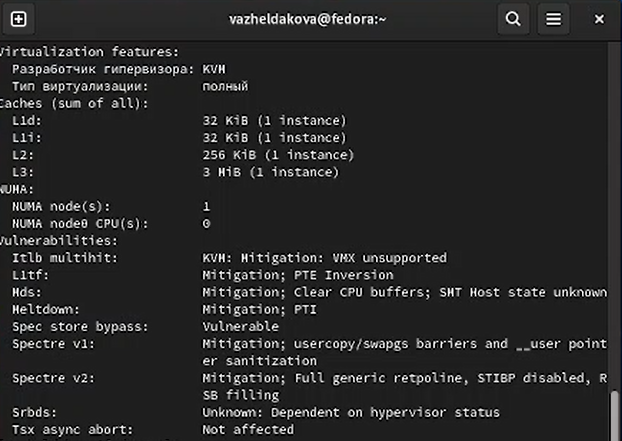 vazheldakova@fedora:~
Virtualization features:
Разработчик гипервизора: KVM
Тип виртуализации: полный
Caches (sum of all):
L1d: 32 KiB (1 instance)
L1i: 32 KiB (1 instance)
L2: 256 KiB (1 instance)
L3: 3 MiB (1 instance)
NUMA:
NUMA node(s): 1
NUMA node0 CPU(s): 0
Vulnerabilities:
Itlb multihit: KVM: Mitigation: VMX unsupported
L1tf: Mitigation; PTE Inversion
Mds: Mitigation; Clear CPU buffers; SMT Host state unknown
Meltdown: Mitigation; PTI
Spec store bypass: Vulnerable
Spectre v1: Mitigation; usercopy/swapgs barriers and __user point
er sanitization
Spectre v2: Mitigation; Full generic retpoline, STIBP disabled, R
SB filling
Srbds: Unknown: Dependent on hypervisor status
Tsx async abort: Not affected